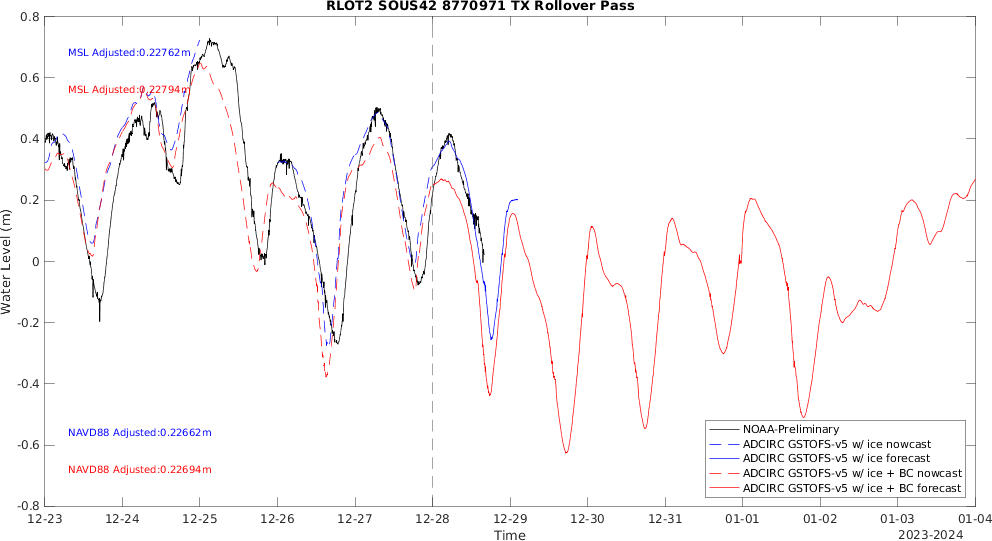 RLOT2 SOUS42 8770971 TX Rollover Pass
0.8
0.6
0.4
0.2
0
-0.2
-0.4
-0.6
-0.8
Water Level (m)
MSL Adjusted:0.22762m
MSL Adjusted:0.22794m
NAVD88 Adjusted:0.22662m
NAVD88 Adjusted:0.22694m
NOAA-Preliminary
ADCIRC GSTOFS-v5 w/ ice nowcast
ADCIRC GSTOFS-v5 w/ ice forecast
ADCIRC GSTOFS-v5 w/ ice + BC nowcast
ADCIRC GSTOFS-v5 w/ ice + BC forecast
12-23 12-24 12-25 12-26 12-27 12-28 12-29 12-30 12-31 01-01 01-02 01-03 01-04
Time
2023-2024